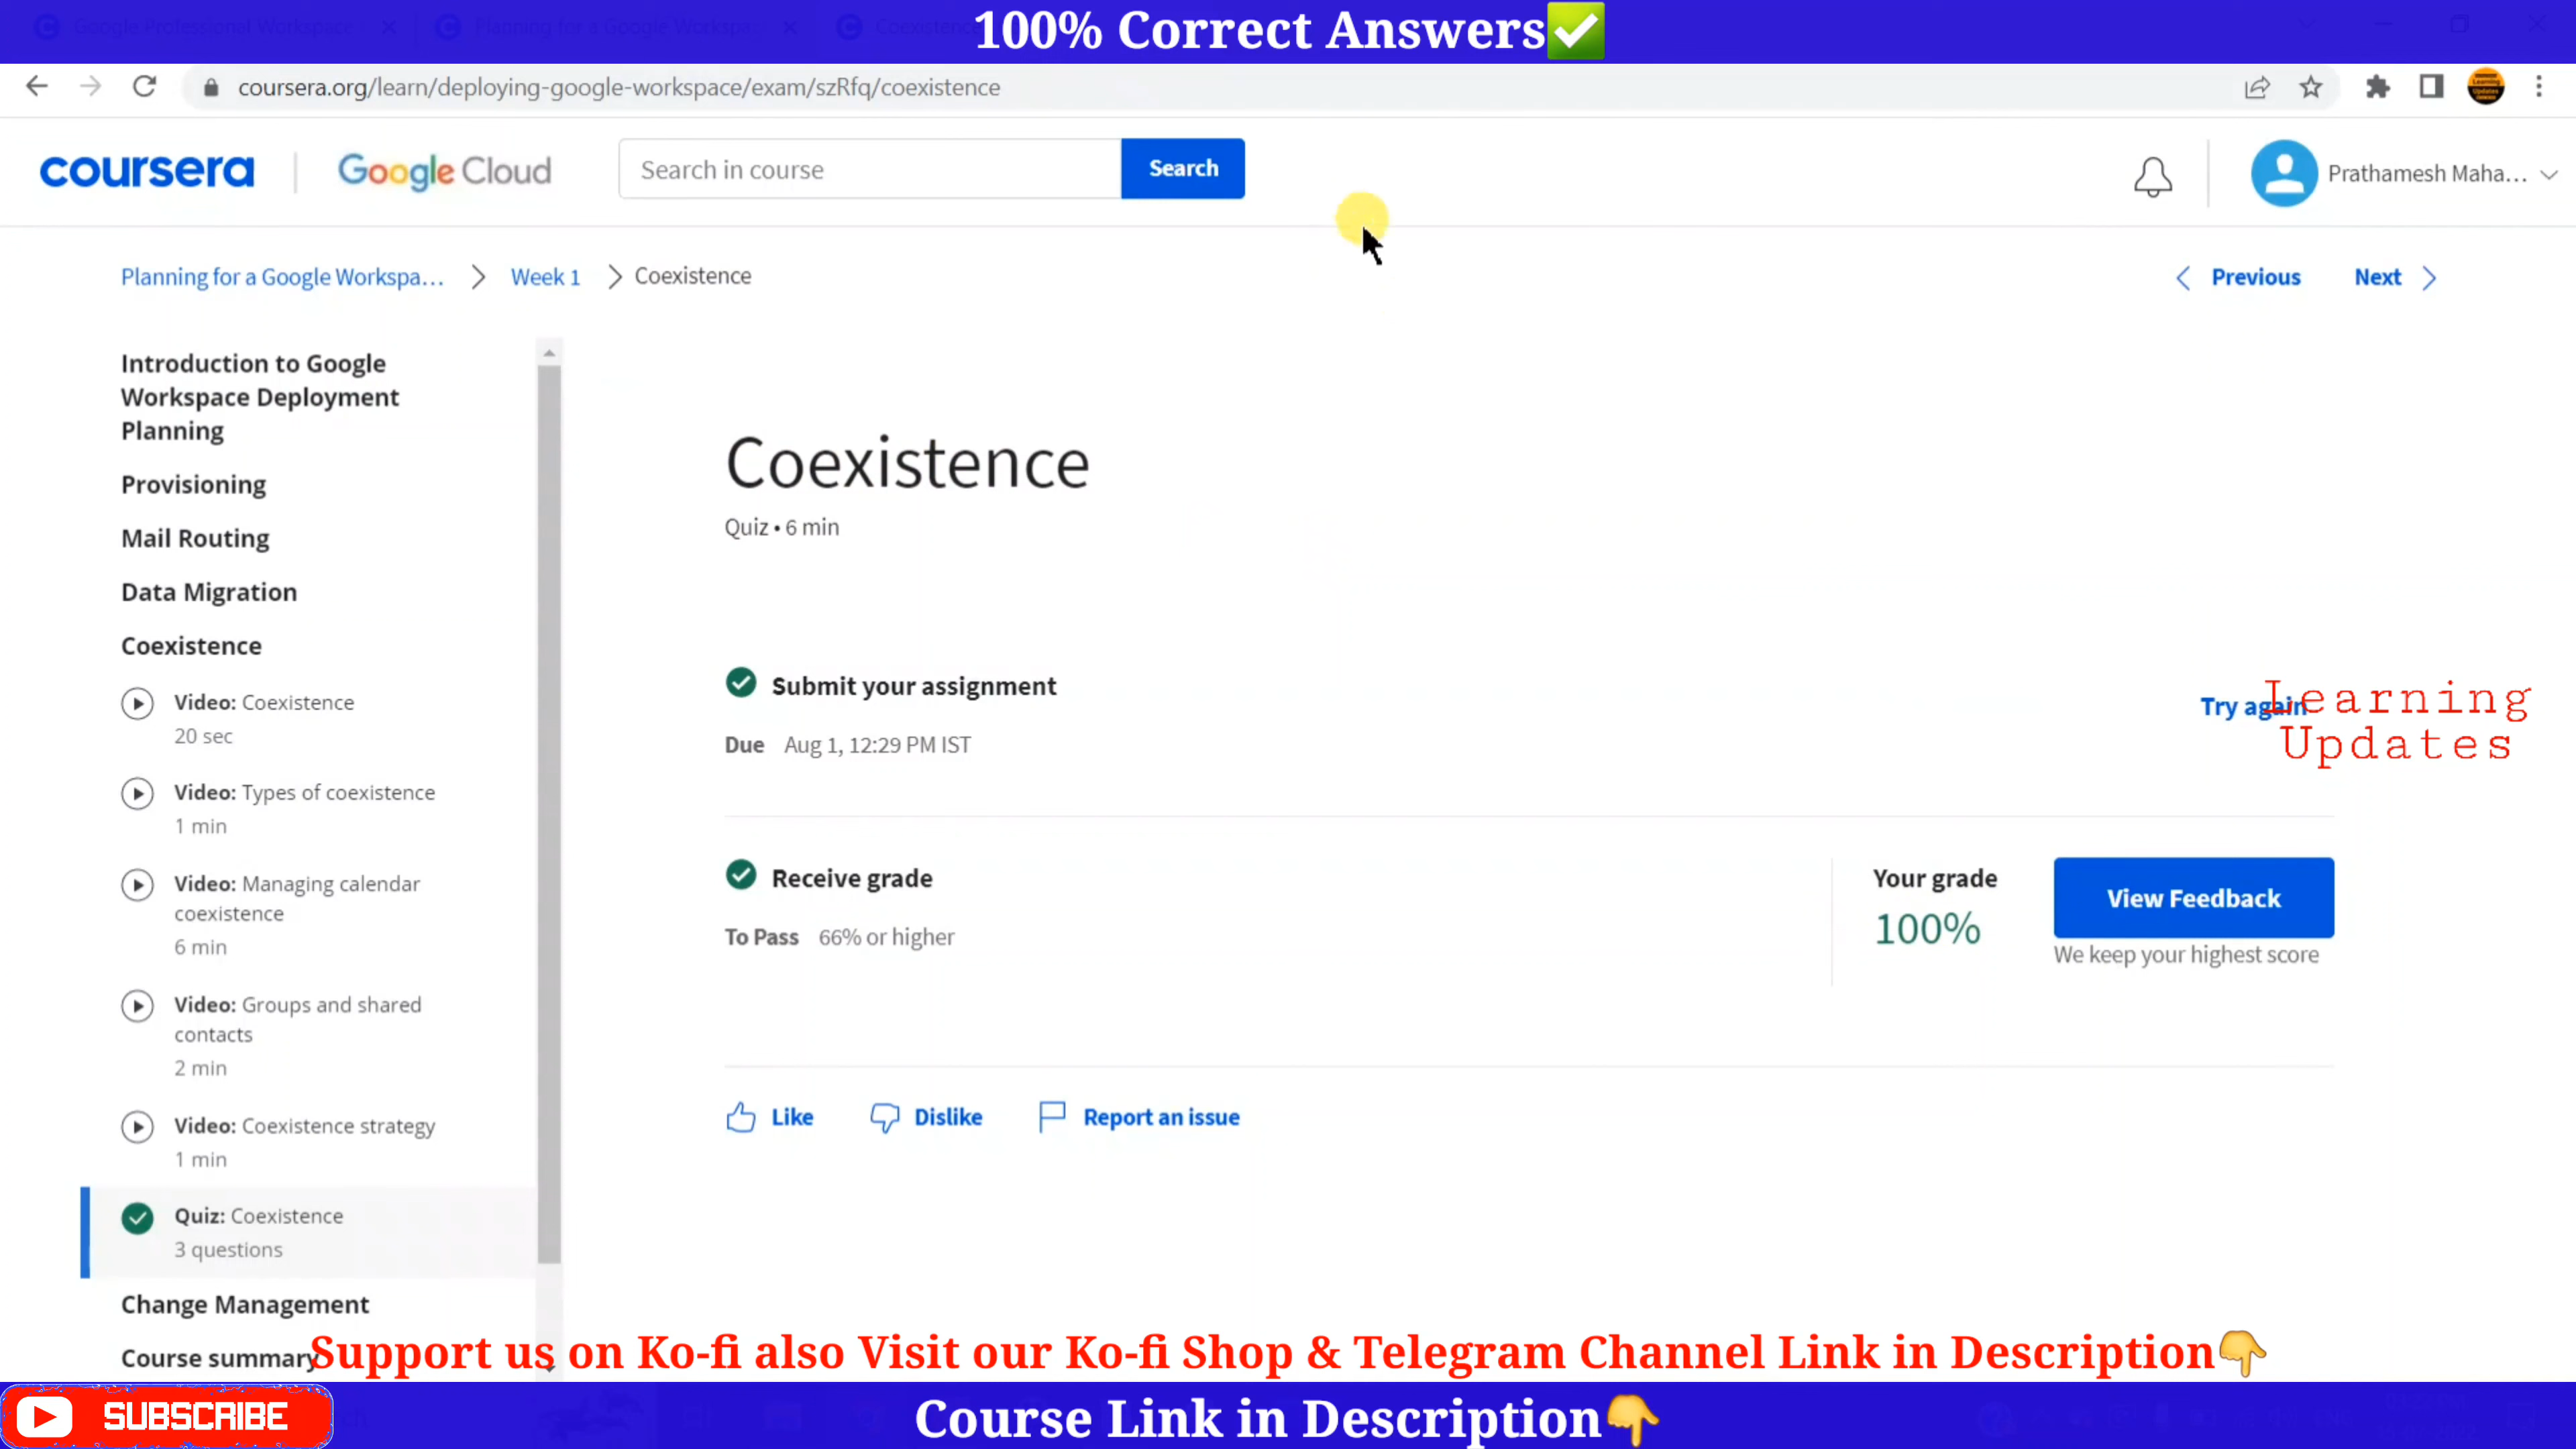 100% Correct Answers✅
coursera.org/learn/deploying-google-workspace/exam/szRfq/coexistence
coursera
Google Cloud
Search in course
Search
Prathamesh Maha...
Planning for a Google Workspa...
Week 1
Coexistence
Previous
Next
Introduction to Google
Workspace Deployment
Planning
Provisioning
Mail Routing
Data Migration
Coexistence
Video: Coexistence
20 sec
Video: Types of coexistence
1 min
Video: Managing calendar
coexistence
6 min
Video: Groups and shared
contacts
2 min
Video: Coexistence strategy
1 min
Quiz: Coexistence
3 questions
Change Management
Course summary
Coexistence
Quiz • 6 min
Submit your assignment
Due Aug 1, 12:29 PM IST
Try again
Learning
Updates
Receive grade
To Pass 66% or higher
Your grade
100%
View Feedback
We keep your highest score
Like
Dislike
Report an issue
Support us on Ko-fi also Visit our Ko-fi Shop & Telegram Channel Link in Description👇
SUBSCRIBE
Course Link in Description👇